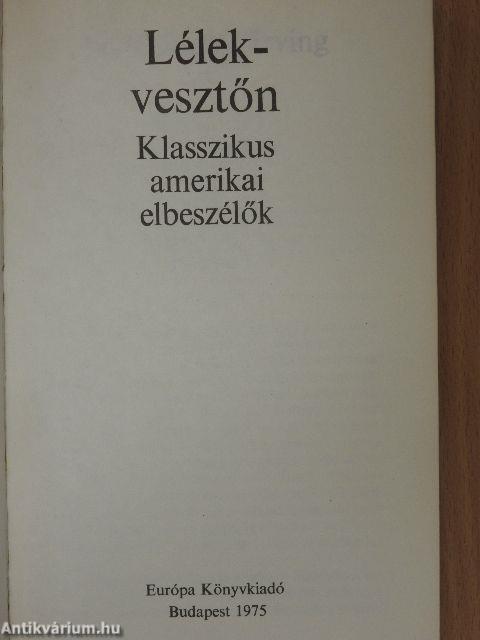 Lélek-
vesztőn
Klasszikus
amerikai
elbeszélők
Európa Könyvkiadó
Budapest 1975
Antikvárium.hu